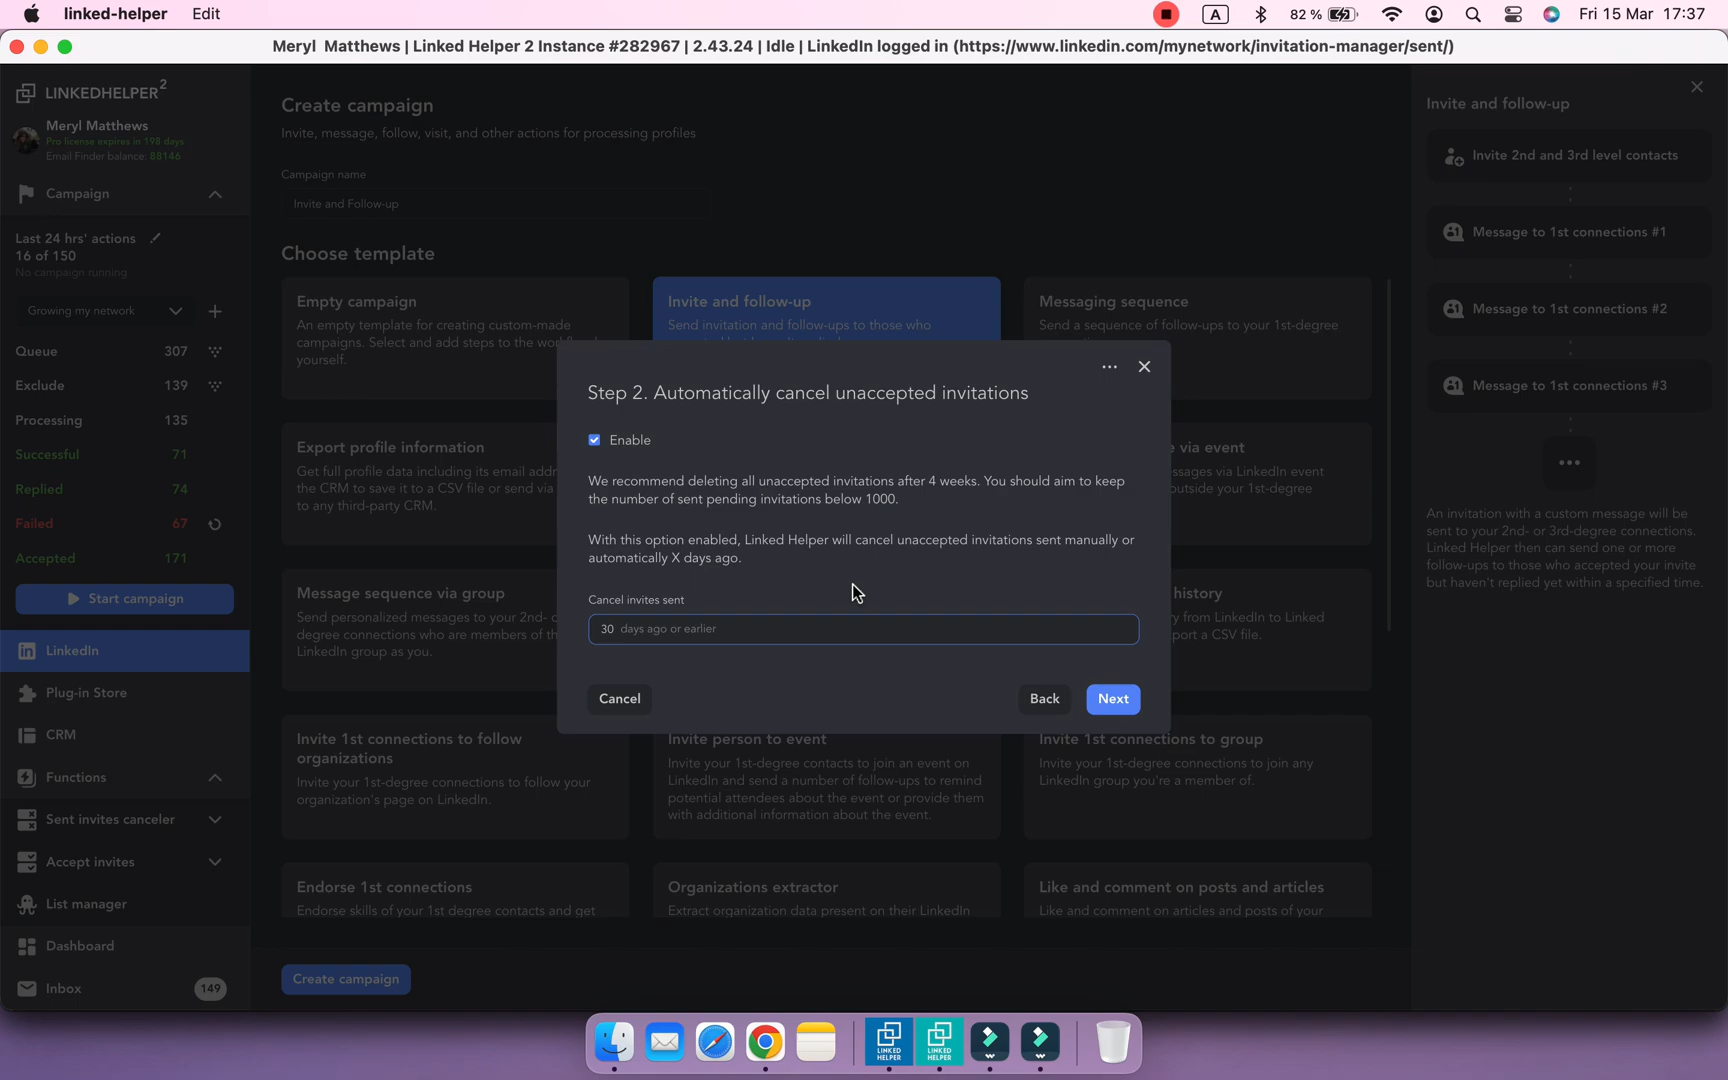 linked-helper Edit
A
82 %
Fri 15 Mar 17:37
Meryl Matthews | Linked Helper 2 Instance #282967 | 2.43.24 | Idle | LinkedIn logged in (https://www.linkedin.com/mynetwork/invitation-manager/sent/)
LINKEDHELPER2
Meryl Matthews
Pro license expires in 198 days
Email Finder balance: 88146
Campaign
Last 24 hrs' actions
16 of 150
No campaign running
Growing my network
Queue 307
Exclude 139
Processing 135
Successful 71
Replied 74
Failed 67
Accepted 171
Start campaign
LinkedIn
Plug-in Store
CRM
Functions
Sent invites canceler
Accept invites
List manager
Dashboard
Inbox 149
Create campaign
Invite, message, follow, visit, and other actions for processing profiles
Campaign name
Invite and Follow-up
Choose template
Empty campaign
An empty template for creating custom-made
campaigns. Select and add steps to the
yourself.
Invite and follow-up
Send invitation and follow-ups to those who
Messaging sequence
Send a sequence of follow-ups to your 1st-degree
Export profile information
Get full profile data including its email
the CRM to save it to a CSV file or send via
to any third-party CRM.
via event
ssages via LinkedIn event
outside your 1st-degree
Message sequence via group
Send personalized messages to your 2nd-
degree connections who are members of
LinkedIn group as you.
history
from LinkedIn to Linked
port a CSV file.
Invite 1st connections to follow
organizations
Invite your 1st-degree connections to follow your
organization's page on LinkedIn.
Invite person to event
Invite your 1st-degree contacts to join an event on
LinkedIn and send a number of follow-ups to remind
potential attendees about the event or provide them
with additional information about the event.
Invite 1st connections to group
Invite your 1st-degree connections to join any
LinkedIn group you're a member of.
Endorse 1st connections
Endorse skills of your 1st degree contacts and get
Organizations extractor
Extract organization data present on their LinkedIn
Like and comment on posts and articles
Like and comment on articles and posts of your
Create campaign
Step 2. Automatically cancel unaccepted invitations
Enable
We recommend deleting all unaccepted invitations after 4 weeks. You should aim to keep
the number of sent pending invitations below 1000.
With this option enabled, Linked Helper will cancel unaccepted invitations sent manually or
automatically X days ago.
Cancel invites sent
30 days ago or earlier
Cancel
Back
Next
Invite and follow-up
Invite 2nd and 3rd level contacts
Message to 1st connections #1
Message to 1st connections #2
Message to 1st connections #3
An invitation with a custom message will be
sent to your 2nd- or 3rd-degree connections.
Linked Helper then can send one or more
follow-ups to those who accepted your invite
but haven't replied yet within a specified time.
LINKED
HELPER
LINKED
HELPER